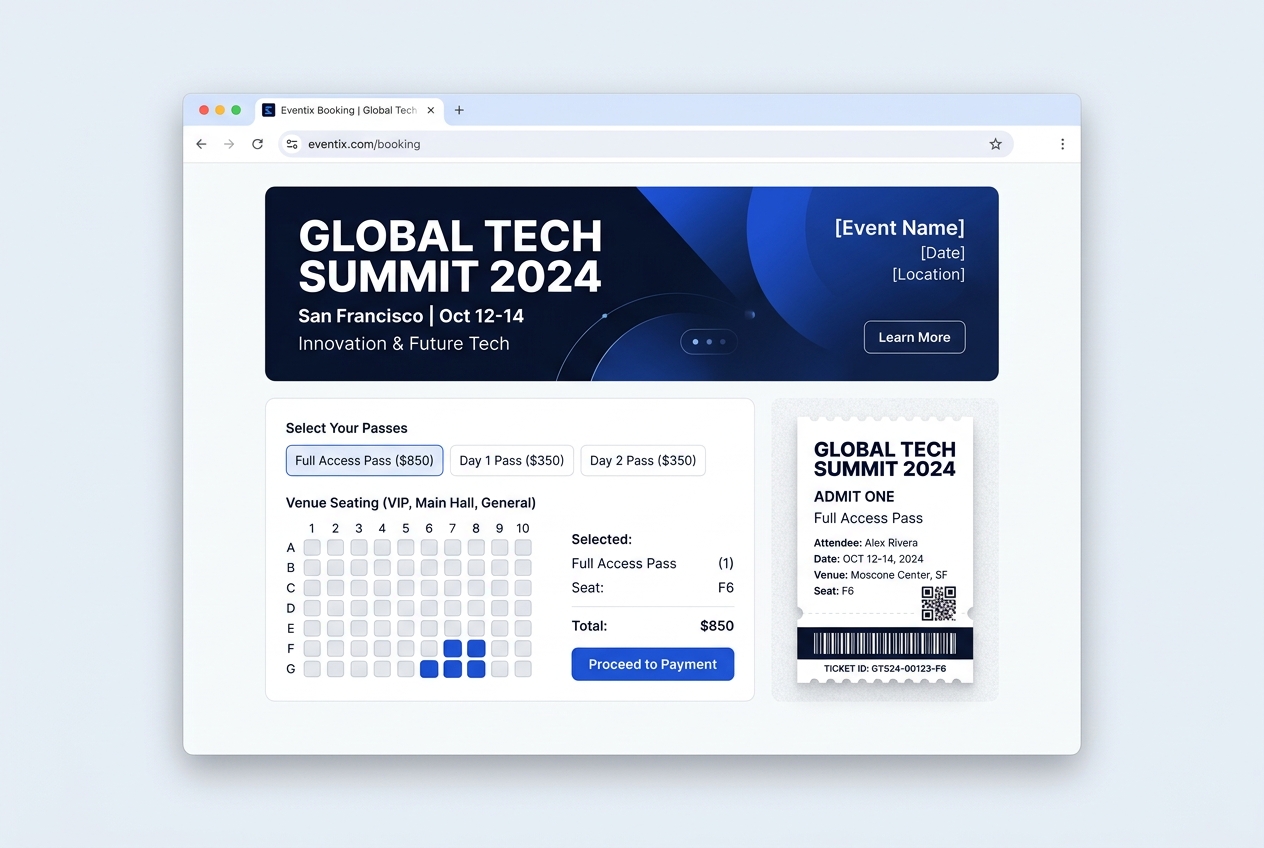 Eventix Booking | Global Tech
eventix.com/booking
GLOBAL TECH
SUMMIT 2024
San Francisco | Oct 12-14
Innovation & Future Tech
[Event Name]
[Date]
[Location]
Learn More
Select Your Passes
Full Access Pass ($850) Day 1 Pass ($350) Day 2 Pass ($350)
Venue Seating (VIP, Main Hall, General)
1 2 3 4 5 6 7 8 9 10
A
B
C
D
E
F
G
Selected:
Full Access Pass (1)
Seat: F6
Total: $850
Proceed to Payment
GLOBAL TECH
SUMMIT 2024
ADMIT ONE
Full Access Pass
Attendee: Alex Rivera
Date: OCT 12-14, 2024
Venue: Moscone Center, SF
Seat: F6
TICKET ID: GTS24-00123-F6